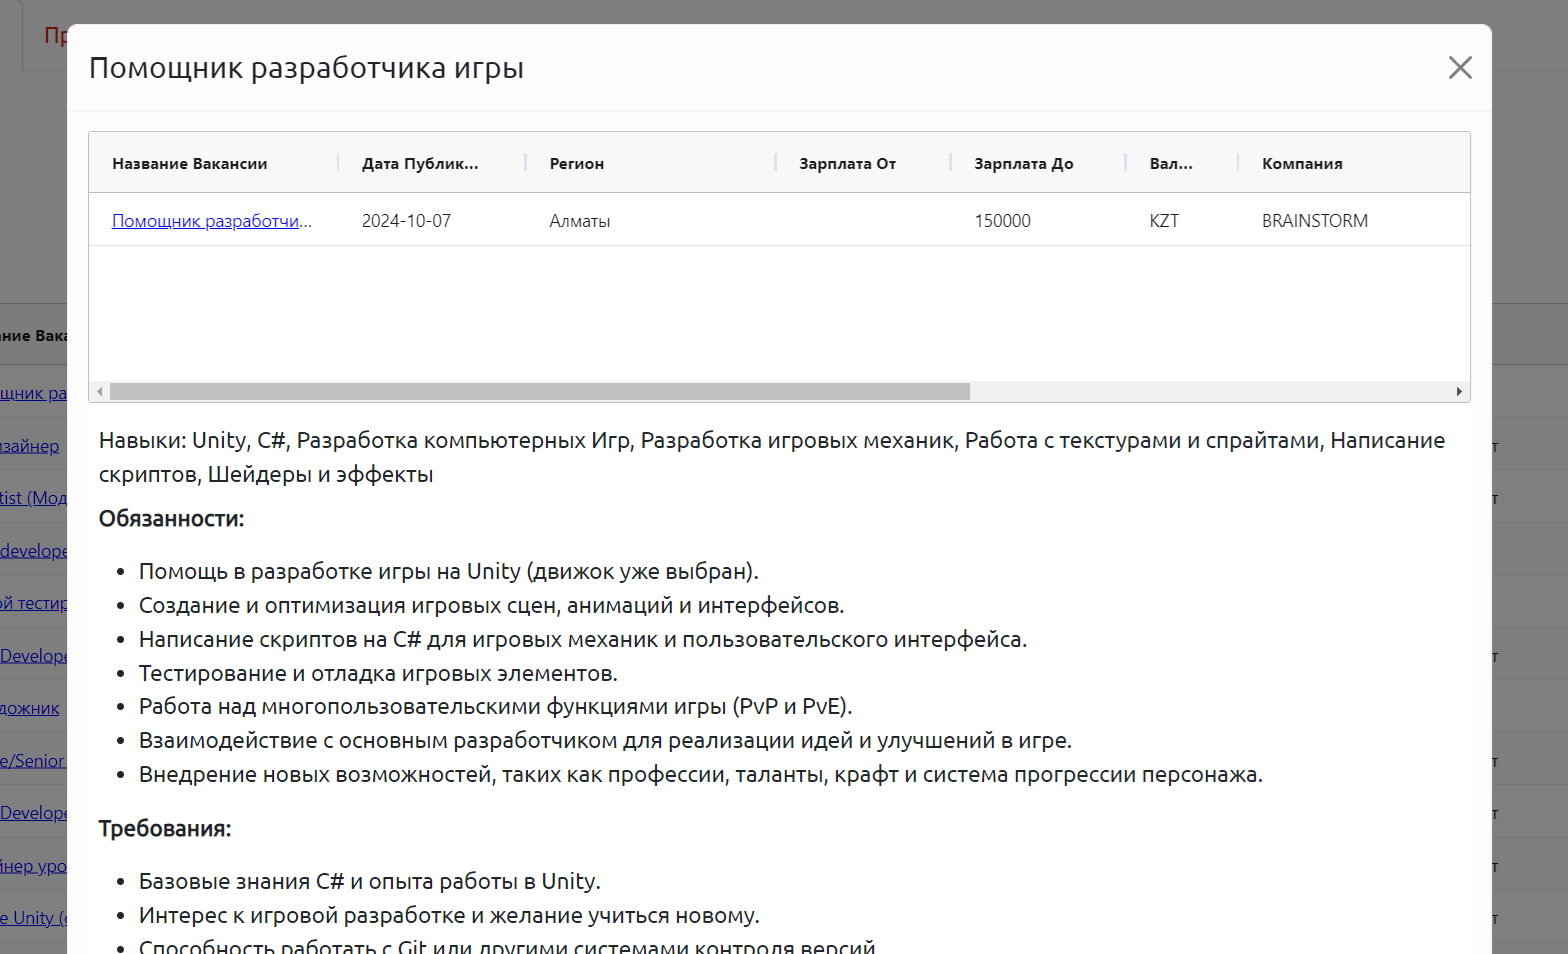 Пр
Помощник разработчика игры
Название Вакансии Дата Публик... Регион Зарплата От Зарплата До Вал... Компания
Помощник разработчи... 2024-10-07 Алматы 150000 KZT BRAINSTORM
ние Вака
щник ра
изайнер
tist (Мод
develope
ой тестир
Develope
дожник
e/Senior
Develope
йнер уро
e Unity (
Навыки: Unity, C#, Разработка компьютерных Игр, Разработка игровых механик, Работа с текстурами и спрайтами, Написание
скриптов, Шейдеры и эффекты
Обязанности:
• Помощь в разработке игры на Unity (движок уже выбран).
• Создание и оптимизация игровых сцен, анимаций и интерфейсов.
• Написание скриптов на C# для игровых механик и пользовательского интерфейса.
• Тестирование и отладка игровых элементов.
• Работа над многопользовательскими функциями игры (PvP и PvE).
• Взаимодействие с основным разработчиком для реализации идей и улучшений в игре.
• Внедрение новых возможностей, таких как профессии, таланты, крафт и система прогрессии персонажа.
Требования:
• Базовые знания C# и опыта работы в Unity.
• Интерес к игровой разработке и желание учиться новому.
• Способность работать с Git или другими системами контроля версий